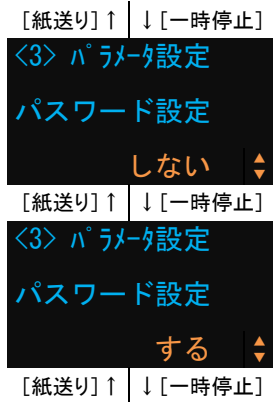 [紙送り]↑ ↓[一時停止]
<3> ﾊﾟﾗﾒｰﾀ設定
パスワード設定
しない
[紙送り]↑ ↓[一時停止]
<3> ﾊﾟﾗﾒｰﾀ設定
パスワード設定
する
[紙送り]↑ ↓[一時停止]